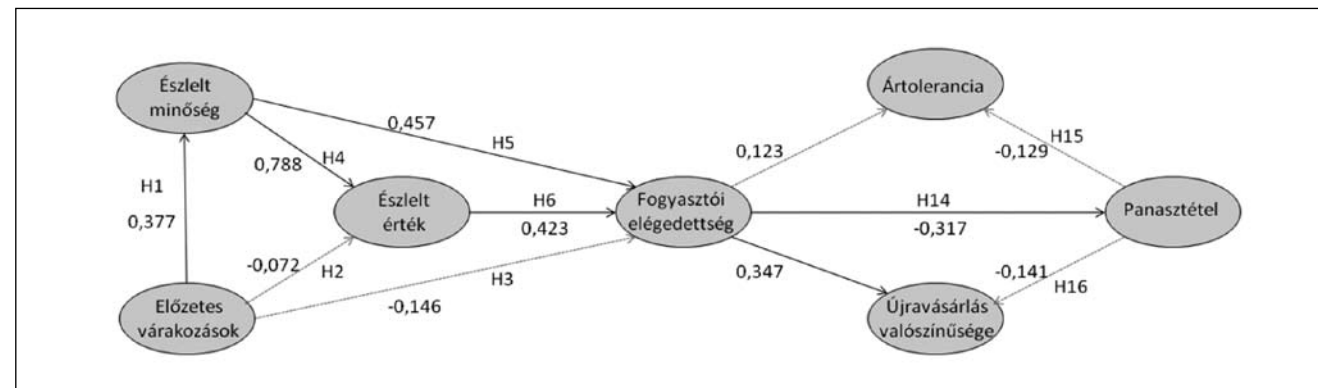 Észlelt
minőség
Ártolerancia
0,457
H5
H15
0,788
H4
0,123
-0,129
H1
0,377
Észlelt
érték
H6
0,423
Fogyasztói
elégedettség
H14
-0,317
Panasztétel
-0,072
H2
H3
-0,146
0,347
-0,141
H16
Előzetes
várakozások
Újravásárlás
valószínűsége